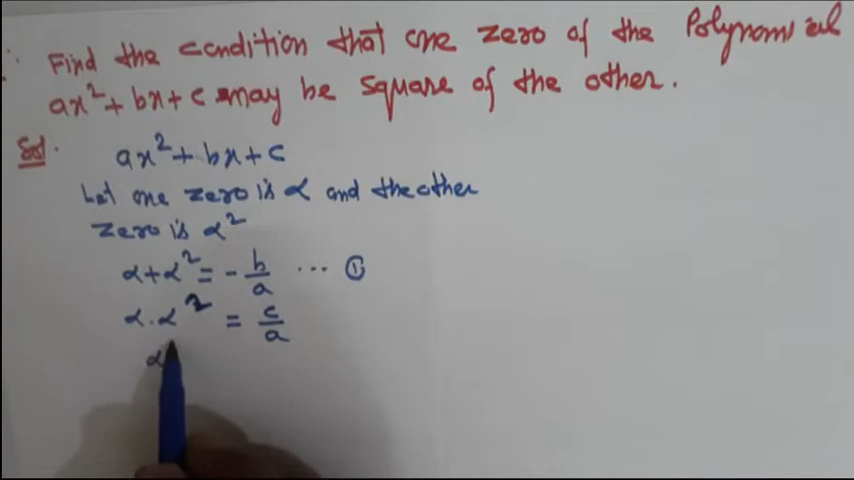 Find the condition that one zero of the Polynomial
ax²+bx+c may be square of the other.
Sol.
ax²+bx+c
Let one zero is α and the other
zero is α²
α+α² = -b/a ... ①
α.α² = c/a
α